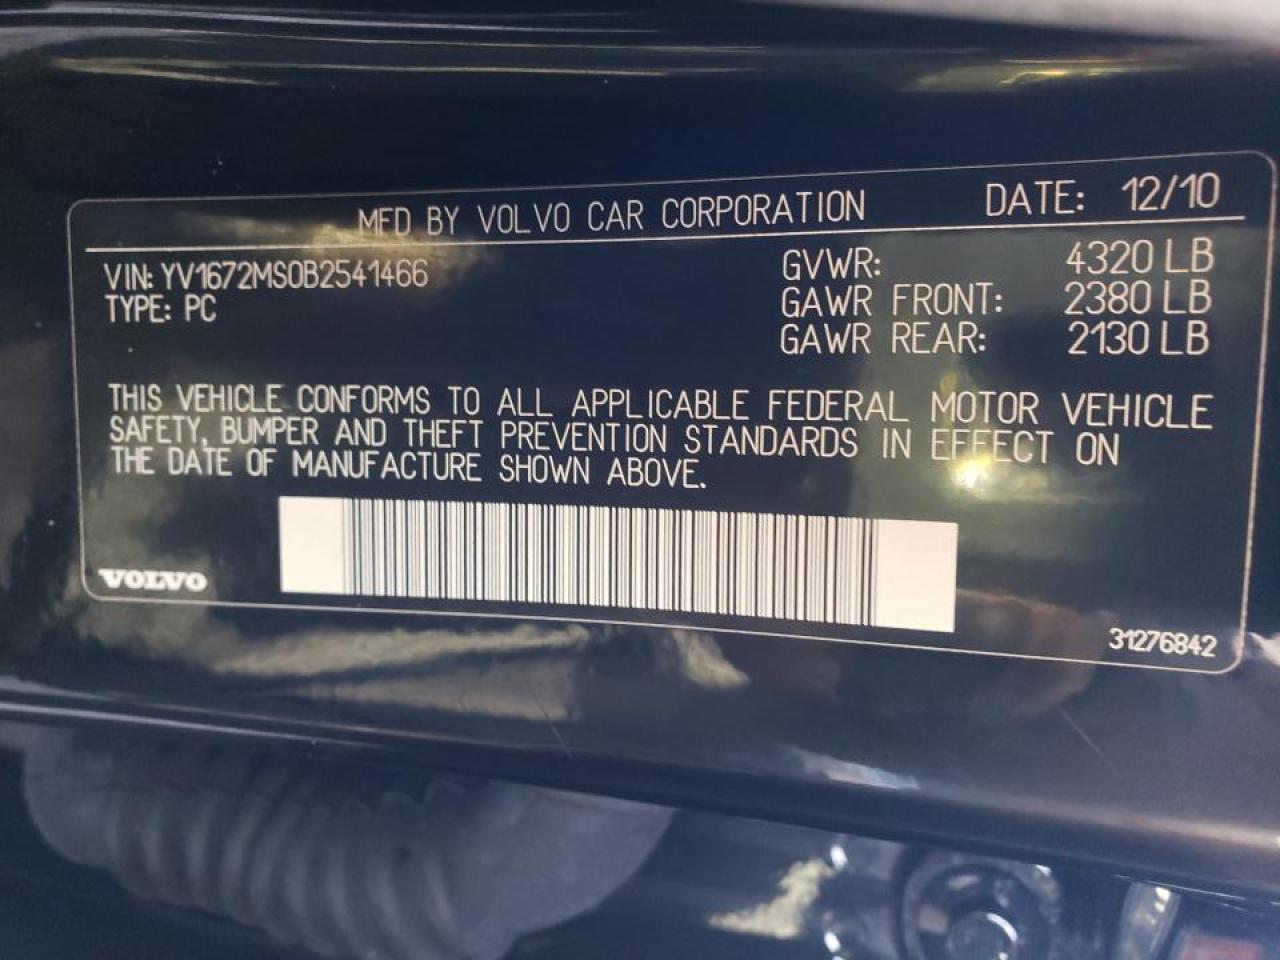 MFD BY VOLVO CAR CORPORATION DATE: 12/10
VIN: YV1672MS0B2541466
TYPE: PC
GVWR: 4320 LB
GAWR FRONT: 2380 LB
GAWR REAR: 2130 LB
THIS VEHICLE CONFORMS TO ALL APPLICABLE FEDERAL MOTOR VEHICLE
SAFETY, BUMPER AND THEFT PREVENTION STANDARDS IN EFFECT ON
THE DATE OF MANUFACTURE SHOWN ABOVE.
VOLVO
31276842